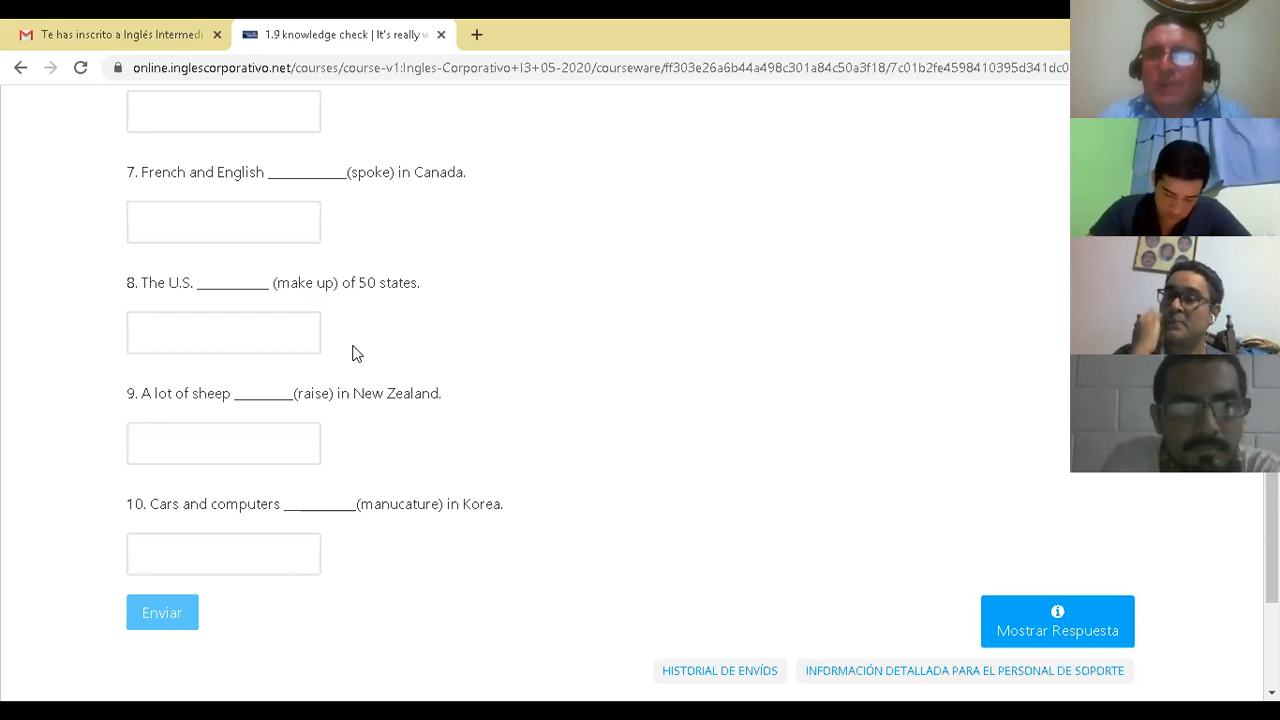 Te has inscrito a Inglés Intermedi
1.9 knowledge check | It's really w
online.inglescorporativo.net/courses/course-v1:Ingles-Corporativo+I3+05-2020/courseware/ff303e26a6b44a498c301a84c50a3f18/7c01b2fe4598410395d341dc0
7. French and English __________(spoke) in Canada.
8. The U.S. _________ (make up) of 50 states.
9. A lot of sheep ________(raise) in New Zealand.
10. Cars and computers _________(manucature) in Korea.
Enviar
Mostrar Respuesta
HISTORIAL DE ENVÍOS
INFORMACIÓN DETALLADA PARA EL PERSONAL DE SOPORTE